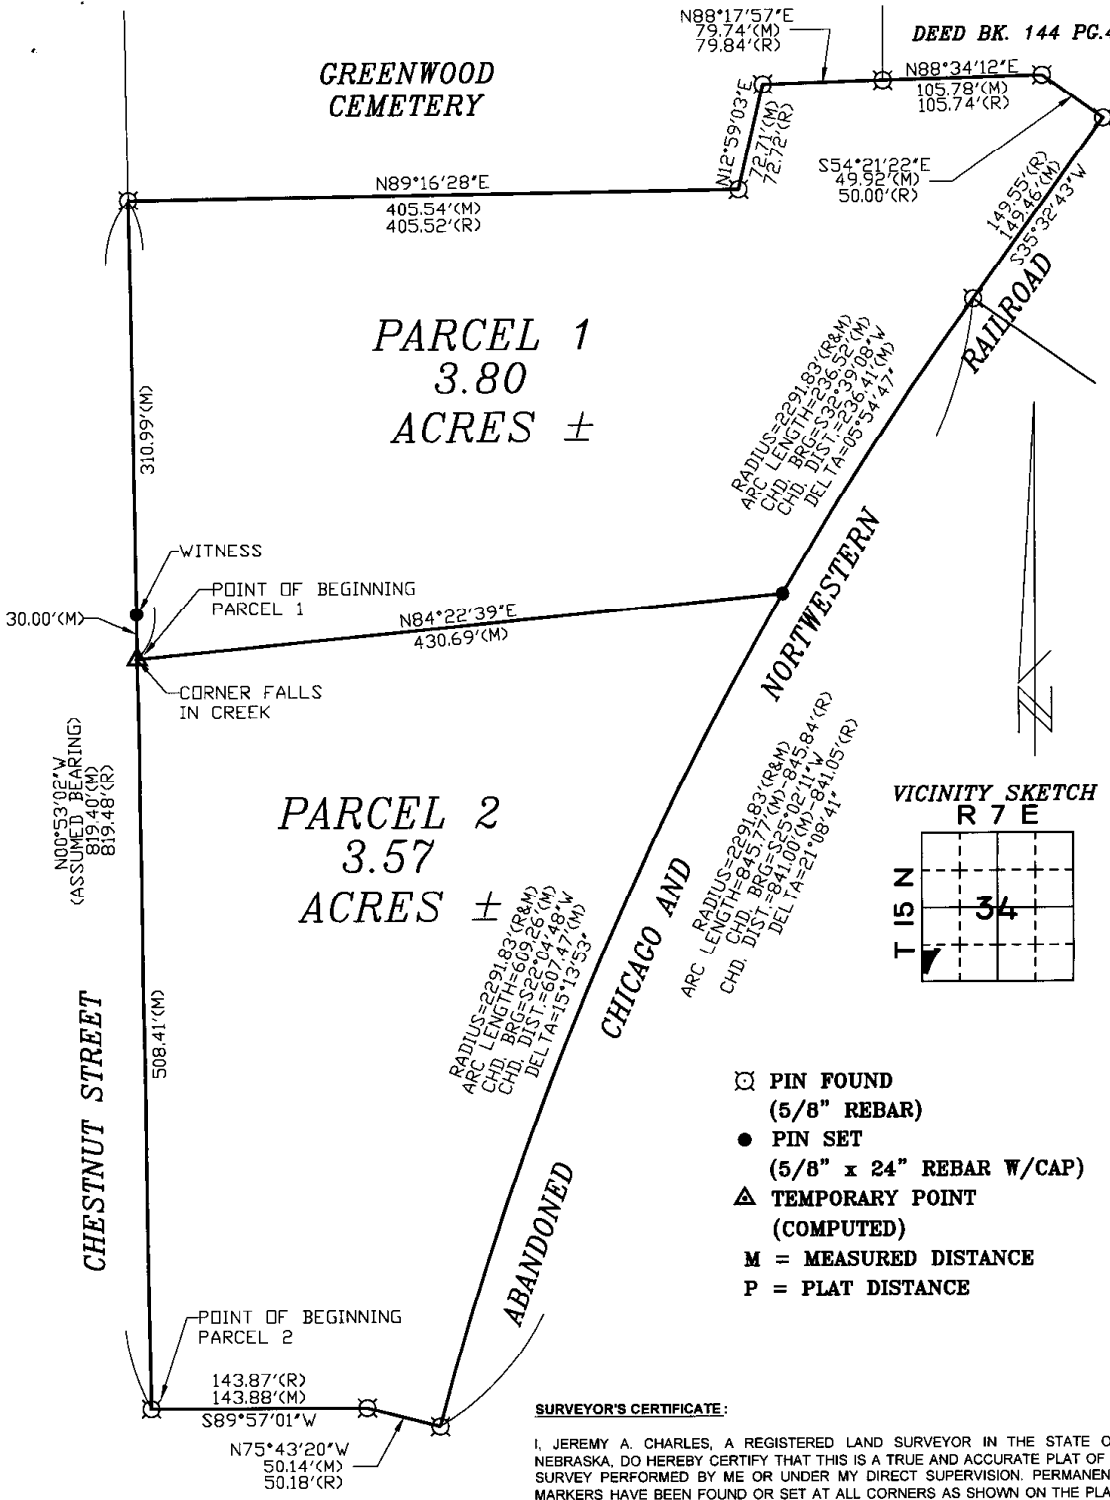 N88°17'57"E
79.74'(M)
79.84'(R)
DEED BK. 144 PG.
GREENWOOD
CEMETERY
N88°34'12"E
105.78'(M)
105.74'(R)
N12°59'03"E
72.71'(M)
72.72'(R)
S54°21'22"E
49.92'(M)
50.00'(R)
N89°16'28"E
405.54'(M)
405.52'(R)
149.55'(R)
149.46'(M)
S35°32'43"W
RAILROAD
PARCEL 1
3.80
ACRES ±
310.99'(M)
RADIUS=2291.83'(R&M)
ARC LENGTH=236.52'(M)
CHD. BRG=S32°39'08"W
CHD. DIST.=236.41'(M)
DELTA=05°54'47"
WITNESS
POINT OF BEGINNING
PARCEL 1
30.00'(M)
N84°22'39"E
430.69'(M)
NORTWESTERN
CORNER FALLS
IN CREEK
N00°53'02"W
(ASSUMED BEARING)
819.40'(M)
819.48'(R)
PARCEL 2
3.57
ACRES ±
RADIUS=2291.83'(R&M)
ARC LENGTH=845.77'(M)-845.84'(R)
CHD. BRG=S25°02'11"W
CHD. DIST.=841.00'(M)-841.05'(R)
DELTA=21°08'41"
VICINITY SKETCH
R 7 E
T 15 N
34
RADIUS=2291.83'(R&M)
ARC LENGTH=609.26'(M)
CHD. BRG=S22°04'48"W
CHD. DIST.=607.47'(M)
DELTA=15°13'53"
CHICAGO AND
CHESTNUT STREET
508.41'(M)
PIN FOUND
(5/8" REBAR)
PIN SET
(5/8" x 24" REBAR W/CAP)
TEMPORARY POINT
(COMPUTED)
M = MEASURED DISTANCE
P = PLAT DISTANCE
ABANDONED
POINT OF BEGINNING
PARCEL 2
143.87'(R)
143.88'(M)
S89°57'01"W
N75°43'20"W
50.14'(M)
50.18'(R)
SURVEYOR'S CERTIFICATE:
I, JEREMY A. CHARLES, A REGISTERED LAND SURVEYOR IN THE STATE O
NEBRASKA, DO HEREBY CERTIFY THAT THIS IS A TRUE AND ACCURATE PLAT OF
SURVEY PERFORMED BY ME OR UNDER MY DIRECT SUPERVISION. PERMANEN
MARKERS HAVE BEEN FOUND OR SET AT ALL CORNERS AS SHOWN ON THE PLA